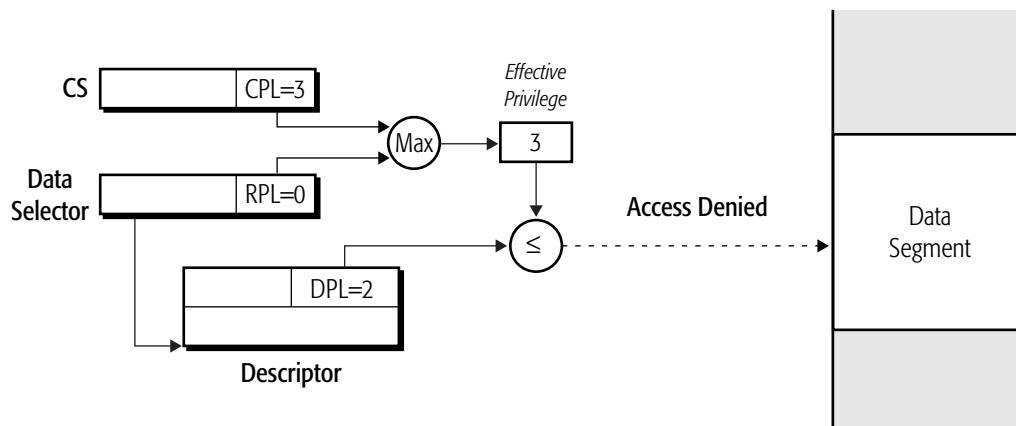 Effective
Privilege
CS
CPL=3
Max
3
Data
Selector
RPL=0
Access Denied
Data
Segment
≤
DPL=2
Descriptor